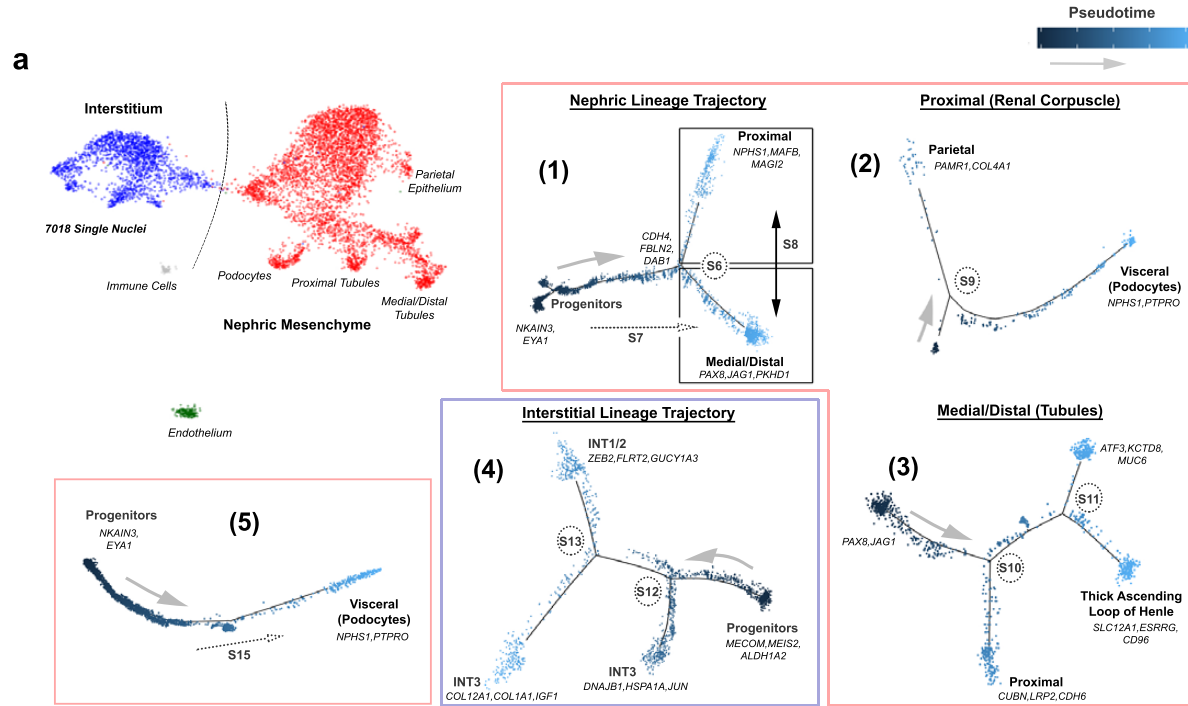 Pseudotime
a
Interstitium
7018 Single Nuclei
Immune Cells
Parietal
Epithelium
Podocytes
Proximal Tubules
Medial/Distal
Tubules
Nephric Mesenchyme
Endothelium
Nephric Lineage Trajectory
(1)
Proximal
NPHS1,MAFB,
MAGI2
CDH4,
FBLN2,
DAB1
S6
S8
Progenitors
NKAIN3,
EYA1
S7
Medial/Distal
PAX8,JAG1,PKHD1
Proximal (Renal Corpuscle)
(2)
Parietal
PAMR1,COL4A1
S9
Visceral
(Podocytes)
NPHS1,PTPRO
Medial/Distal (Tubules)
(3)
ATF3,KCTD8,
MUC6
S11
PAX8,JAG1
S10
Thick Ascending
Loop of Henle
SLC12A1,ESRRG,
CD96
Proximal
CUBN,LRP2,CDH6
Interstitial Lineage Trajectory
(4)
INT1/2
ZEB2,FLRT2,GUCY1A3
S13
S12
Progenitors
MECOM,MEIS2,
ALDH1A2
INT3
DNAJB1,HSPA1A,JUN
INT3
COL12A1,COL1A1,IGF1
(5)
Progenitors
NKAIN3,
EYA1
Visceral
(Podocytes)
NPHS1,PTPRO
S15